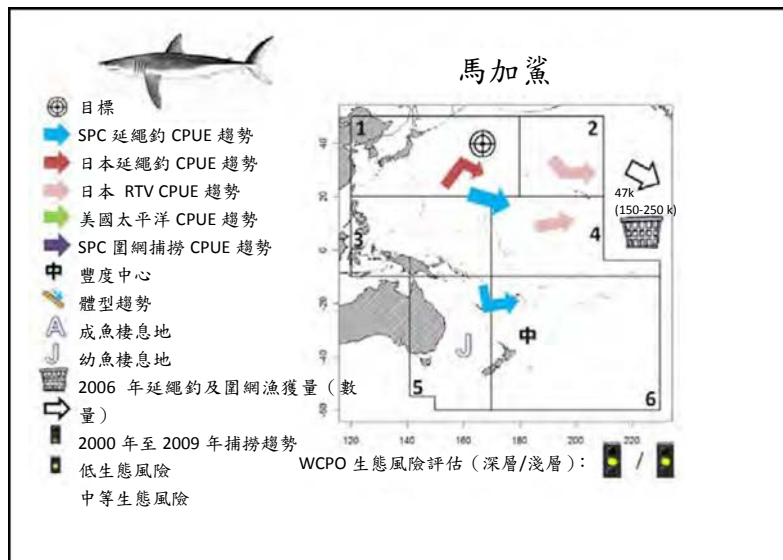 馬加鯊
目標
SPC 延繩釣 CPUE 趨勢
日本延繩釣 CPUE 趨勢
日本 RTV CPUE 趨勢
美國太平洋 CPUE 趨勢
SPC 圍網捕撈 CPUE 趨勢
中 豐度中心
體型趨勢
A 成魚棲息地
J 幼魚棲息地
2006 年延繩釣及圍網漁獲量（數
量）
2000 年至 2009 年捕撈趨勢
低生態風險
中等生態風險
1
2
3
4
5
6
47k
(150-250 k)
J
中
40
20
0
-20
-40
-50
120
140
160
180
200
220
WCPO 生態風險評估（深層/淺層）： /